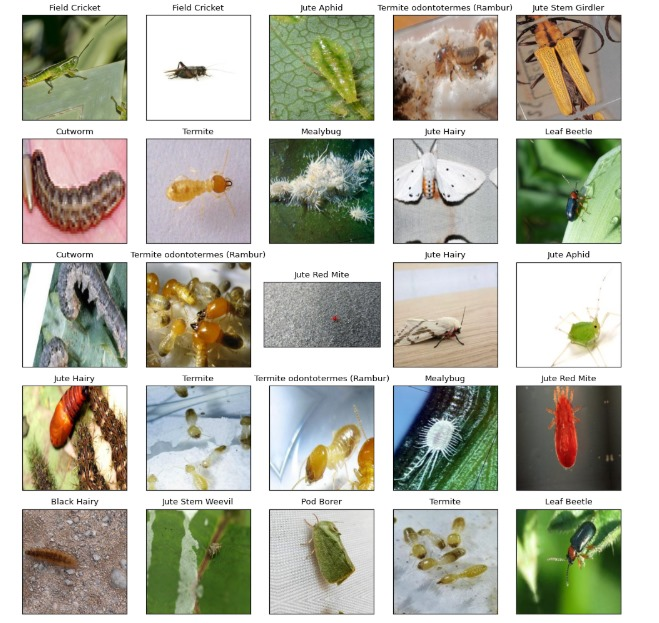 Field Cricket
Field Cricket
Jute Aphid
Termite odontotermes (Rambur)
Jute Stem Girdler
Cutworm
Termite
Mealybug
Jute Hairy
Leaf Beetle
Cutworm
Termite odontotermes (Rambur)
Jute Red Mite
Jute Hairy
Jute Aphid
Jute Hairy
Termite
Termite odontotermes (Rambur)
Mealybug
Jute Red Mite
Black Hairy
Jute Stem Weevil
Pod Borer
Termite
Leaf Beetle